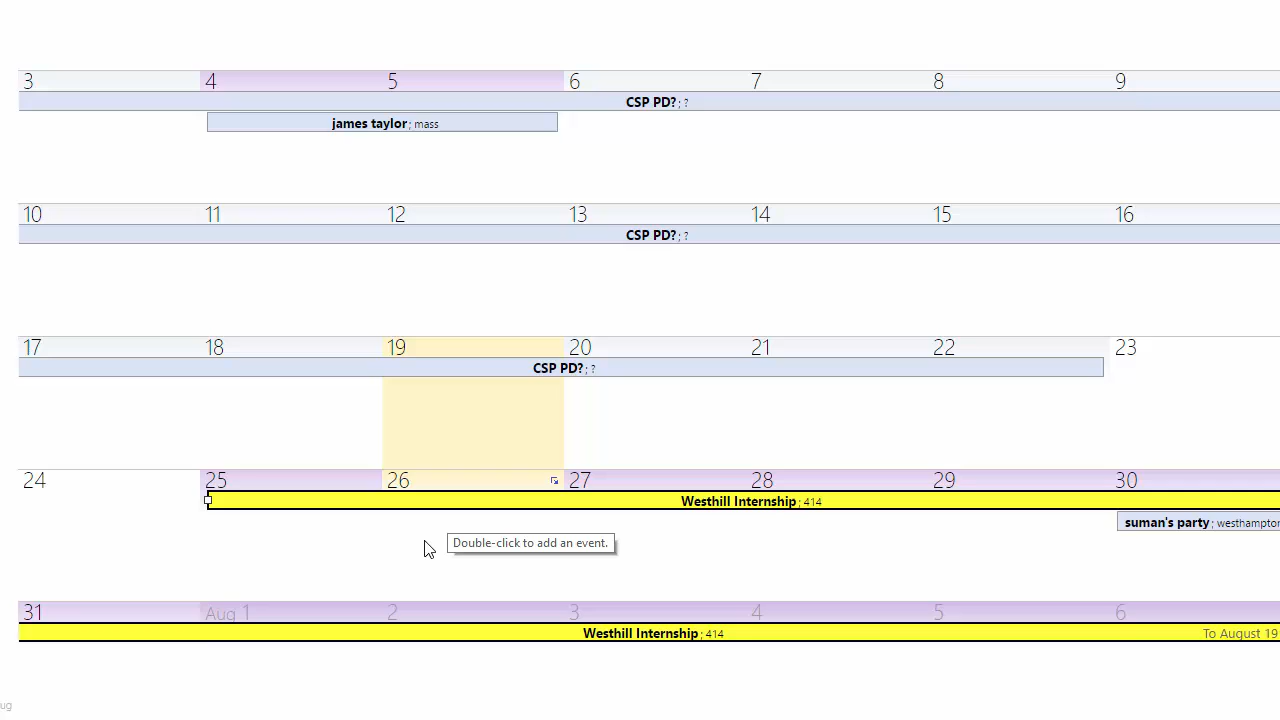 3 4 5 6 7 8 9
CSP PD?; ?
james taylor; mass
10 11 12 13 14 15 16
CSP PD?; ?
17 18 19 20 21 22 23
CSP PD?; ?
24 25 26 27 28 29 30
Westhill Internship; 414
suman's party; westhampton
Double-click to add an event.
31 Aug 1 2 3 4 5 6
Westhill Internship; 414 To August 19
ug